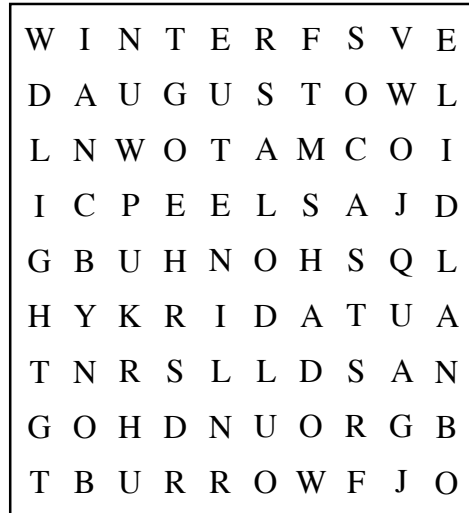 W I N T E R F S V E
D A U G U S T O W L
L N W O T A M C O I
I C P E E L S A J D
G B U H N O H S Q L
H Y K R I D A T U A
T N R S L L D S A N
G O H D N U O R G B
T B U R R O W F J O